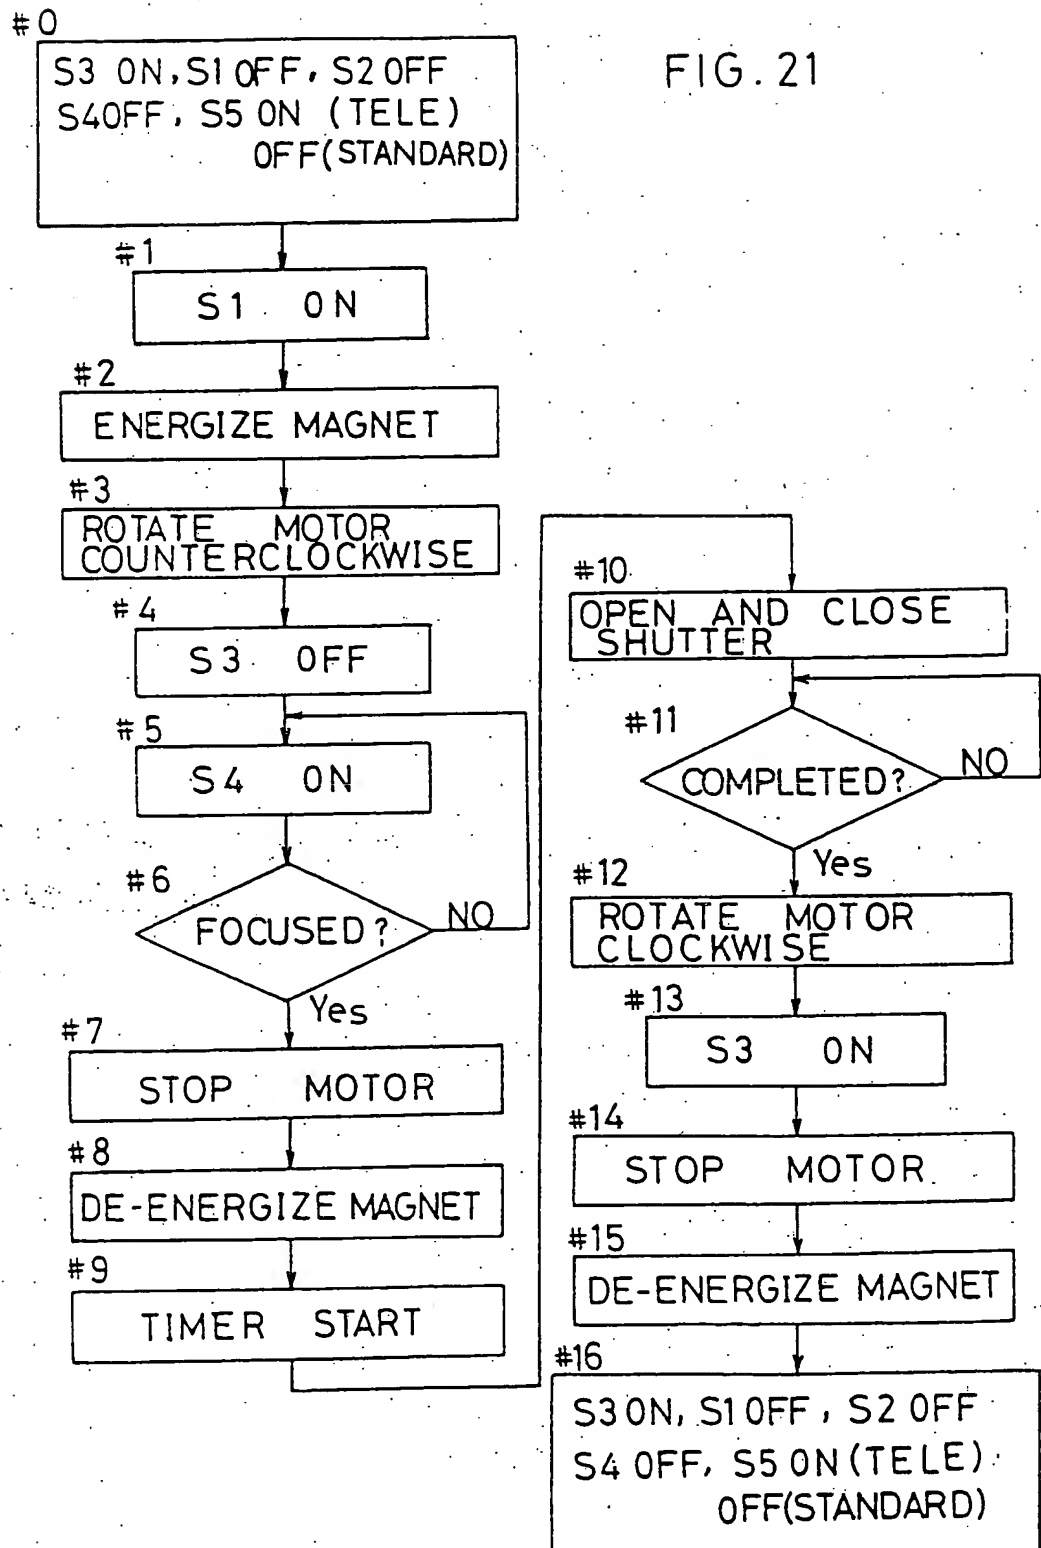 FIG. 21
#0
S3 ON, S1 OFF, S2 OFF
S4 OFF, S5 ON (TELE)
OFF (STANDARD)
#1
S1 ON
#2
ENERGIZE MAGNET
#3
ROTATE MOTOR
COUNTERCLOCKWISE
#4
S3 OFF
#5
S4 ON
#6
FOCUSED?
NO
Yes
#7
STOP MOTOR
#8
DE-ENERGIZE MAGNET
#9
TIMER START
#10
OPEN AND CLOSE
SHUTTER
#11
COMPLETED?
NO
Yes
#12
ROTATE MOTOR
CLOCKWISE
#13
S3 ON
#14
STOP MOTOR
#15
DE-ENERGIZE MAGNET
#16
S3 ON, S1 OFF, S2 OFF
S4 OFF, S5 ON (TELE)
OFF (STANDARD)